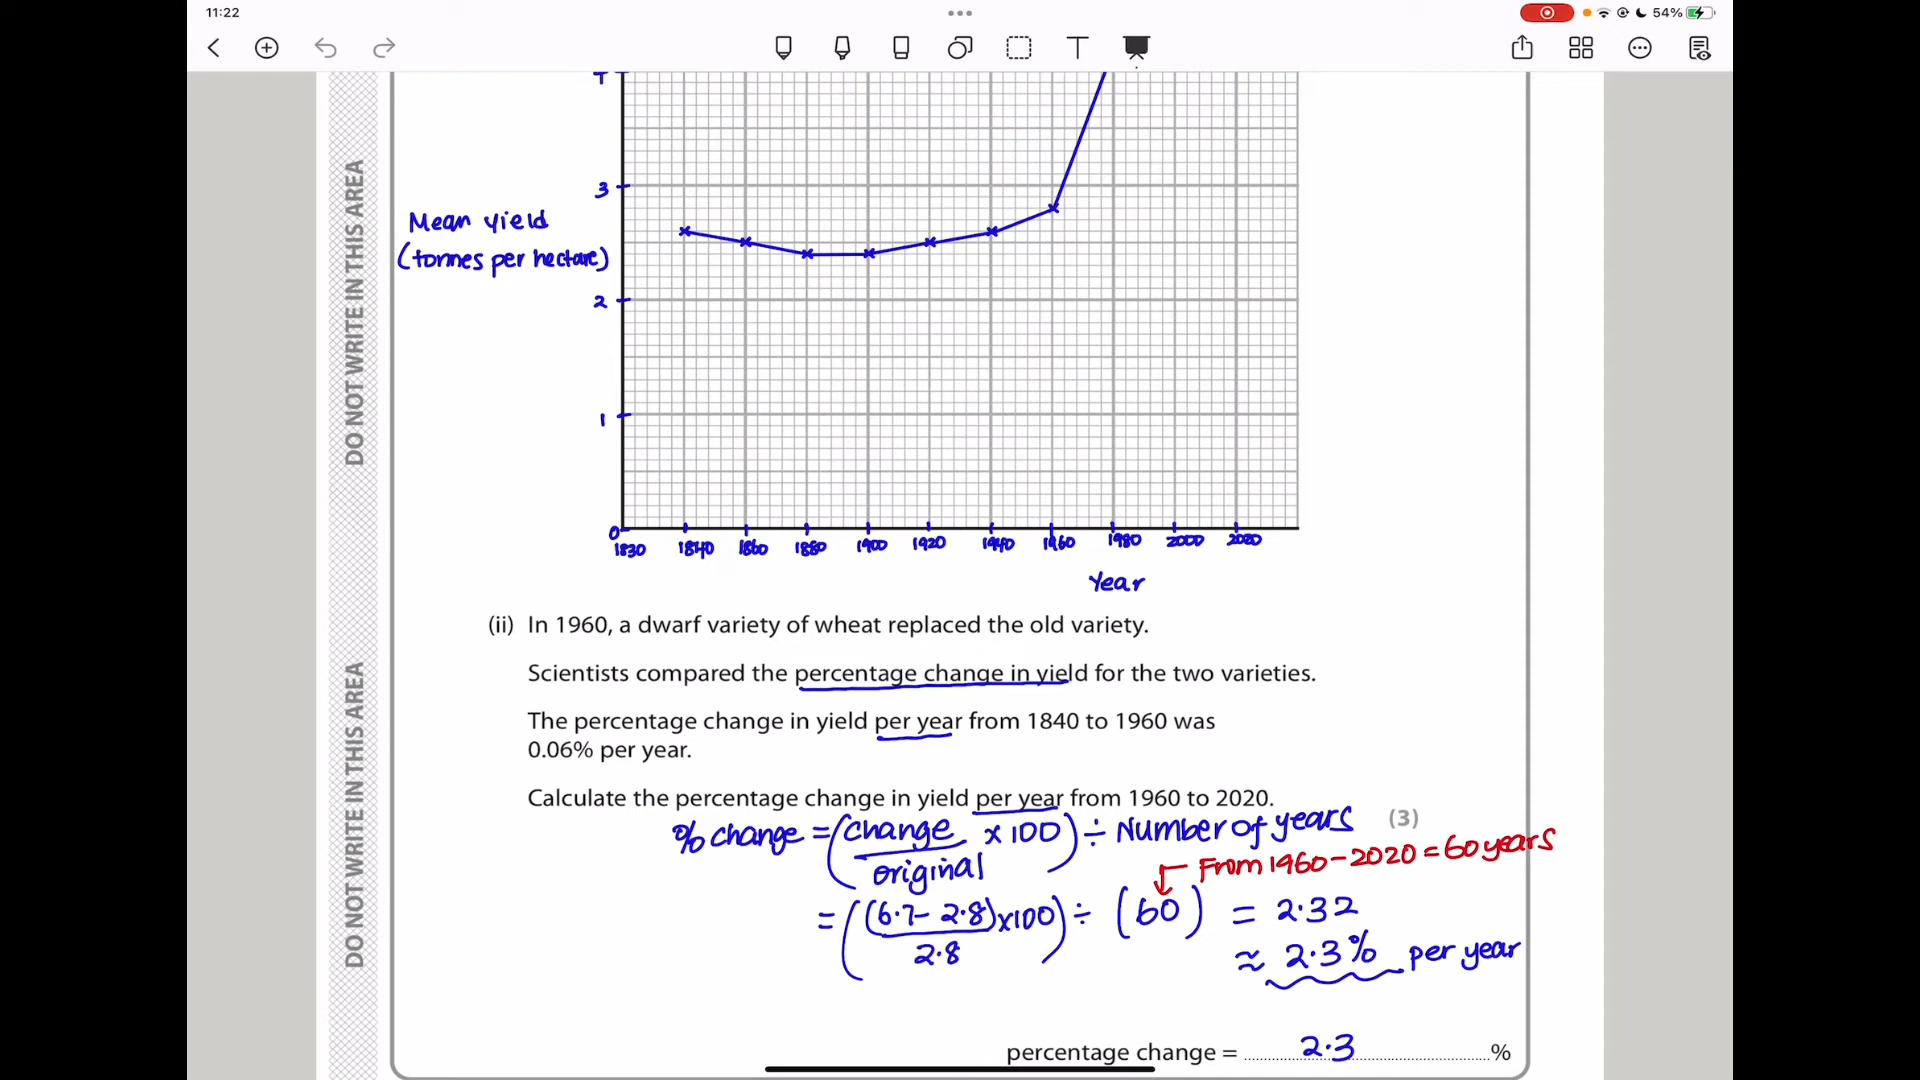 11:22
54%
DO NOT WRITE IN THIS AREA
DO NOT WRITE IN THIS AREA
3
Mean yield
(tonnes per hectare)
2
1
0
1830 1840 1860 1880 1900 1920 1940 1960 1980 2000 2020
Year
(ii) In 1960, a dwarf variety of wheat replaced the old variety.
Scientists compared the percentage change in yield for the two varieties.
The percentage change in yield per year from 1840 to 1960 was
0.06% per year.
Calculate the percentage change in yield per year from 1960 to 2020.
(3)
% change = (change/original × 100) ÷ Number of years
From 1960 - 2020 = 60 years
= ((6.7 - 2.8)/2.8 × 100) ÷ (60) = 2.32
≈ 2.3% per year
percentage change = 2.3 %